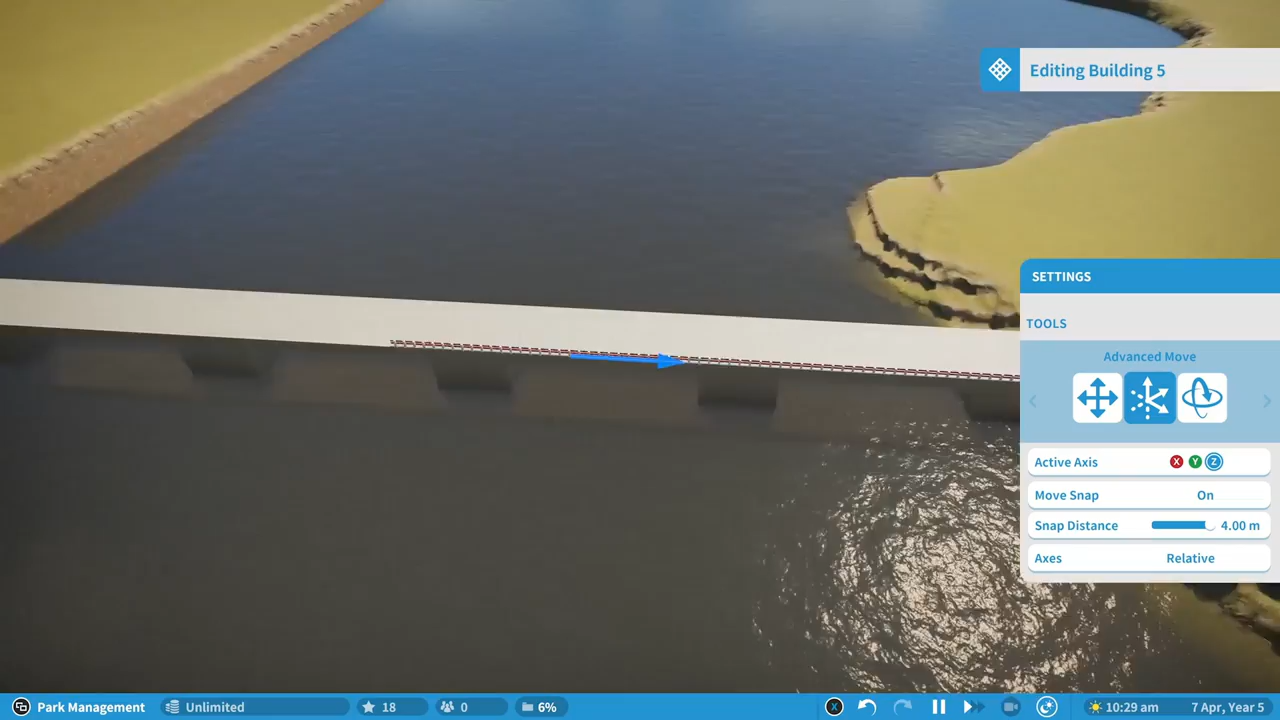 Editing Building 5
SETTINGS
TOOLS
Advanced Move
Active Axis X Y Z
Move Snap On
Snap Distance 4.00 m
Axes Relative
Park Management Unlimited 18 0 6% X 10:29 am 7 Apr, Year 5